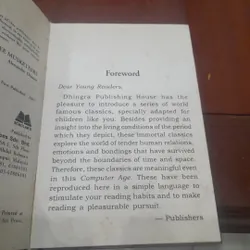 Foreword
Dear Young Readers,
Dhingra Publishing House has the
pleasure to introduce a series of world
famous classics, specially adapted for
children like you. Besides providing an
insight into the living conditions of the period
which they depict, these immortal classics
explore the world of tender human relations,
emotions and bondings that have survived
beyond the boundaries of time and space.
Therefore, these classics are meaningful even
in this Computer Age. These have been
reproduced here in a simple language to
stimulate your reading habits and to make
reading a pleasurable pursuit.
— Publishers